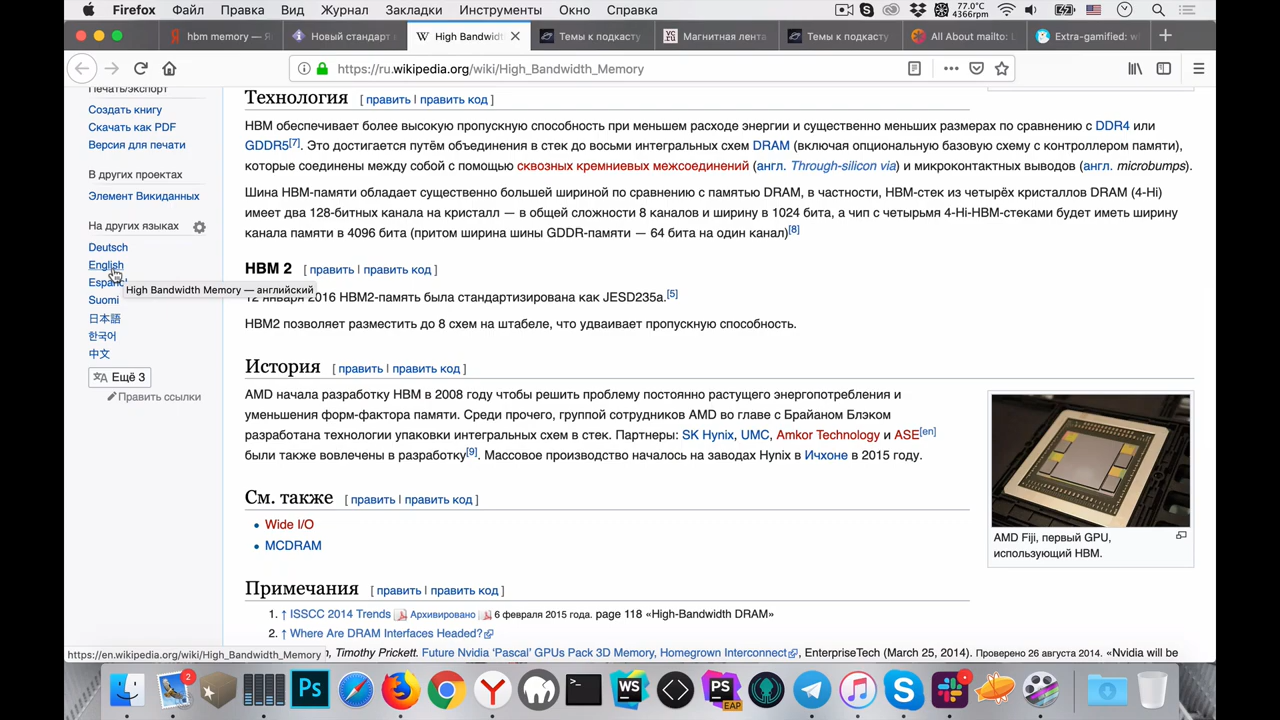 Firefox Файл Правка Вид Журнал Закладки Инструменты Окно Справка
77.0°C
4366rpm
hbm memory — Я
Новый стандарт
High Bandwidt
Темы к подкасту
Магнитная лента
Темы к подкасту
All About mailto: L
Extra-gamified: w
https://ru.wikipedia.org/wiki/High_Bandwidth_Memory
Печать/экспорт
Создать книгу
Скачать как PDF
Версия для печати
В других проектах
Элемент Викиданных
На других языках
Deutsch
English
Españo
High Bandwidth Memory — английский
Suomi
日本語
한국어
中文
Ещё 3
Править ссылки
Технология [ править | править код ]
HBM обеспечивает более высокую пропускную способность при меньшем расходе энергии и существенно меньших размерах по сравнению с DDR4 или
GDDR5[7]. Это достигается путём объединения в стек до восьми интегральных схем DRAM (включая опциональную базовую схему с контроллером памяти),
которые соединены между собой с помощью сквозных кремниевых межсоединений (англ. Through-silicon via) и микроконтактных выводов (англ. microbumps).
Шина HBM-памяти обладает существенно большей шириной по сравнению с памятью DRAM, в частности, HBM-стек из четырёх кристаллов DRAM (4-Hi)
имеет два 128-битных канала на кристалл — в общей сложности 8 каналов и ширину в 1024 бита, а чип с четырьмя 4-Hi-HBM-стеками будет иметь ширину
канала памяти в 4096 бита (притом ширина шины GDDR-памяти — 64 бита на один канал)[8]
HBM 2 [ править | править код ]
12 января 2016 HBM2-память была стандартизирована как JESD235a.[5]
HBM2 позволяет разместить до 8 схем на штабеле, что удваивает пропускную способность.
История [ править | править код ]
AMD начала разработку HBM в 2008 году чтобы решить проблему постоянно растущего энергопотребления и
уменьшения форм-фактора памяти. Среди прочего, группой сотрудников AMD во главе с Брайаном Блэком
разработана технологии упаковки интегральных схем в стек. Партнеры: SK Hynix, UMC, Amkor Technology и ASE[en]
были также вовлечены в разработку[9]. Массовое производство началось на заводах Hynix в Ичхоне в 2015 году.
AMD Fiji, первый GPU,
использующий HBM.
См. также [ править | править код ]
Wide I/O
MCDRAM
Примечания [ править | править код ]
1. ↑ ISSCC 2014 Trends Архивировано 6 февраля 2015 года. page 118 «High-Bandwidth DRAM»
2. ↑ Where Are DRAM Interfaces Headed?
Timothy Prickett. Future Nvidia 'Pascal' GPUs Pack 3D Memory, Homegrown Interconnect, EnterpriseTech (March 25, 2014). Проверено 26 августа 2014. «Nvidia will be
https://en.wikipedia.org/wiki/High_Bandwidth_Memory
2
Ps
WS
PS
EAP